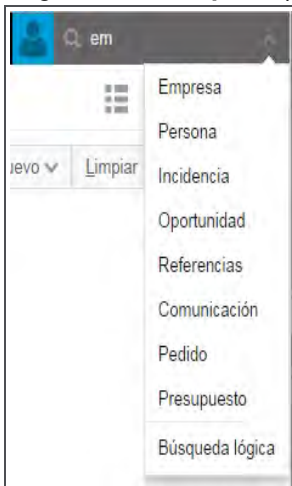 em
Empresa
Persona
uevo Limpiar
Incidencia
Oportunidad
Referencias
Comunicación
Pedido
Presupuesto
Búsqueda lógica